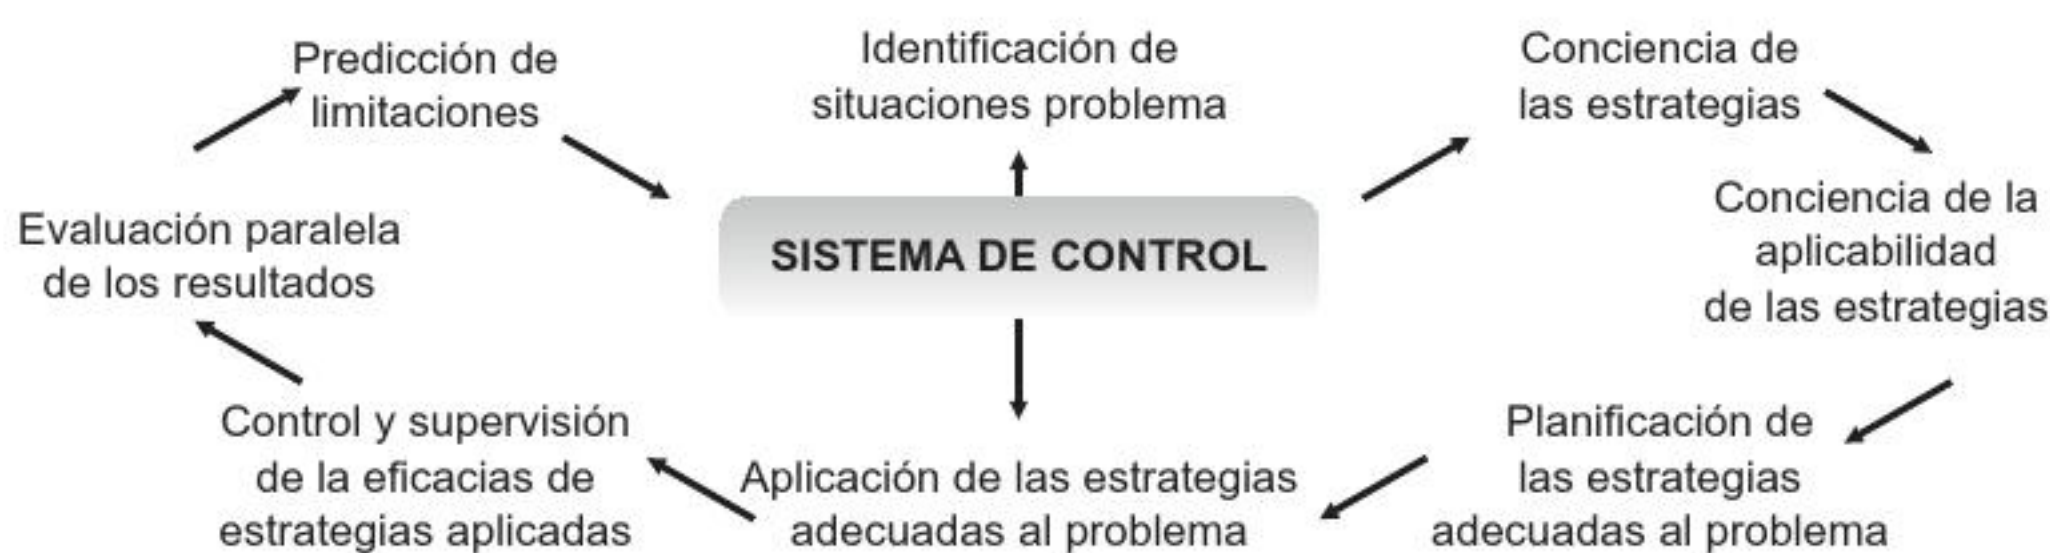 Predicción de
limitaciones
Identificación de
situaciones problema
Conciencia de
las estrategias
SISTEMA DE CONTROL
Conciencia de la
aplicabilidad
de las estrategias
Evaluación paralela
de los resultados
Control y supervisión
de la eficacias de
estrategias aplicadas
Aplicación de las estrategias
adecuadas al problema
Planificación de
las estrategias
adecuadas al problema